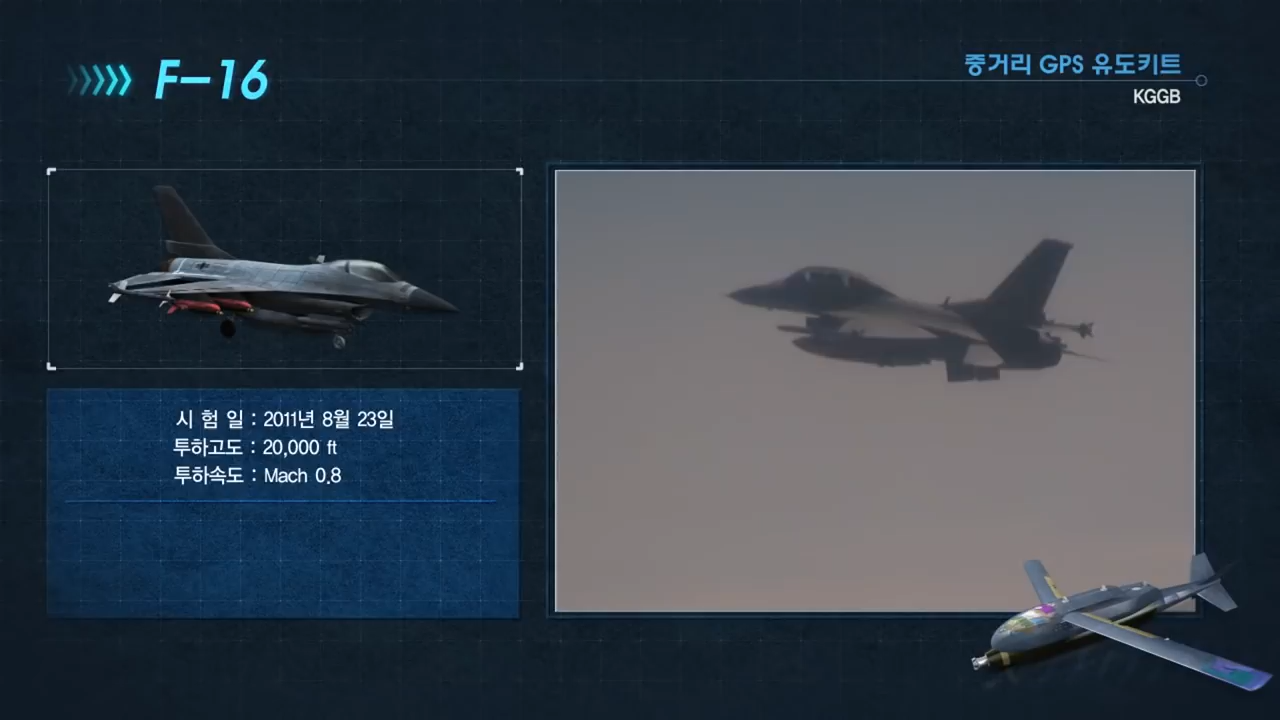 F-16
중거리 GPS 유도키트
KGGB
시 험 일 : 2011년 8월 23일
투하고도 : 20,000 ft
투하속도 : Mach 0.8